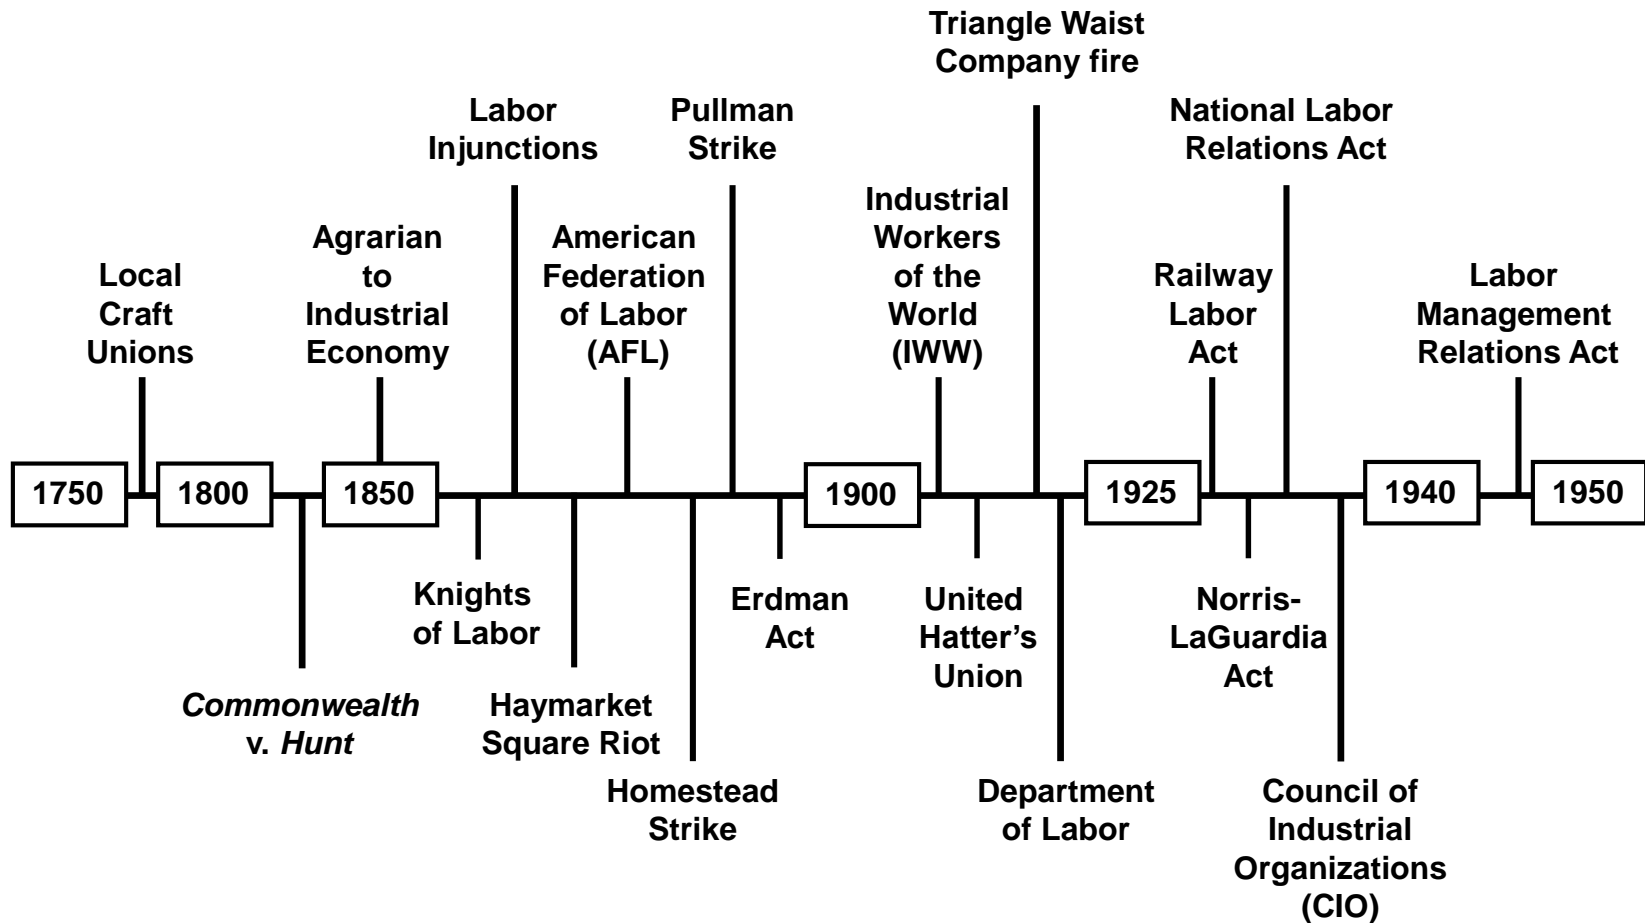 Triangle Waist
Company fire
Labor
Injunctions
Pullman
Strike
National Labor
Relations Act
Local
Craft
Unions
Agrarian
to
Industrial
Economy
American
Federation
of Labor
(AFL)
Industrial
Workers
of the
World
(IWW)
Railway
Labor
Act
Labor
Management
Relations Act
1750
1800
1850
1900
1925
1940
1950
Knights
of Labor
Erdman
Act
United
Hatter’s
Union
Norris-
LaGuardia
Act
Commonwealth
v. Hunt
Haymarket
Square Riot
Homestead
Strike
Department
of Labor
Council of
Industrial
Organizations
(CIO)